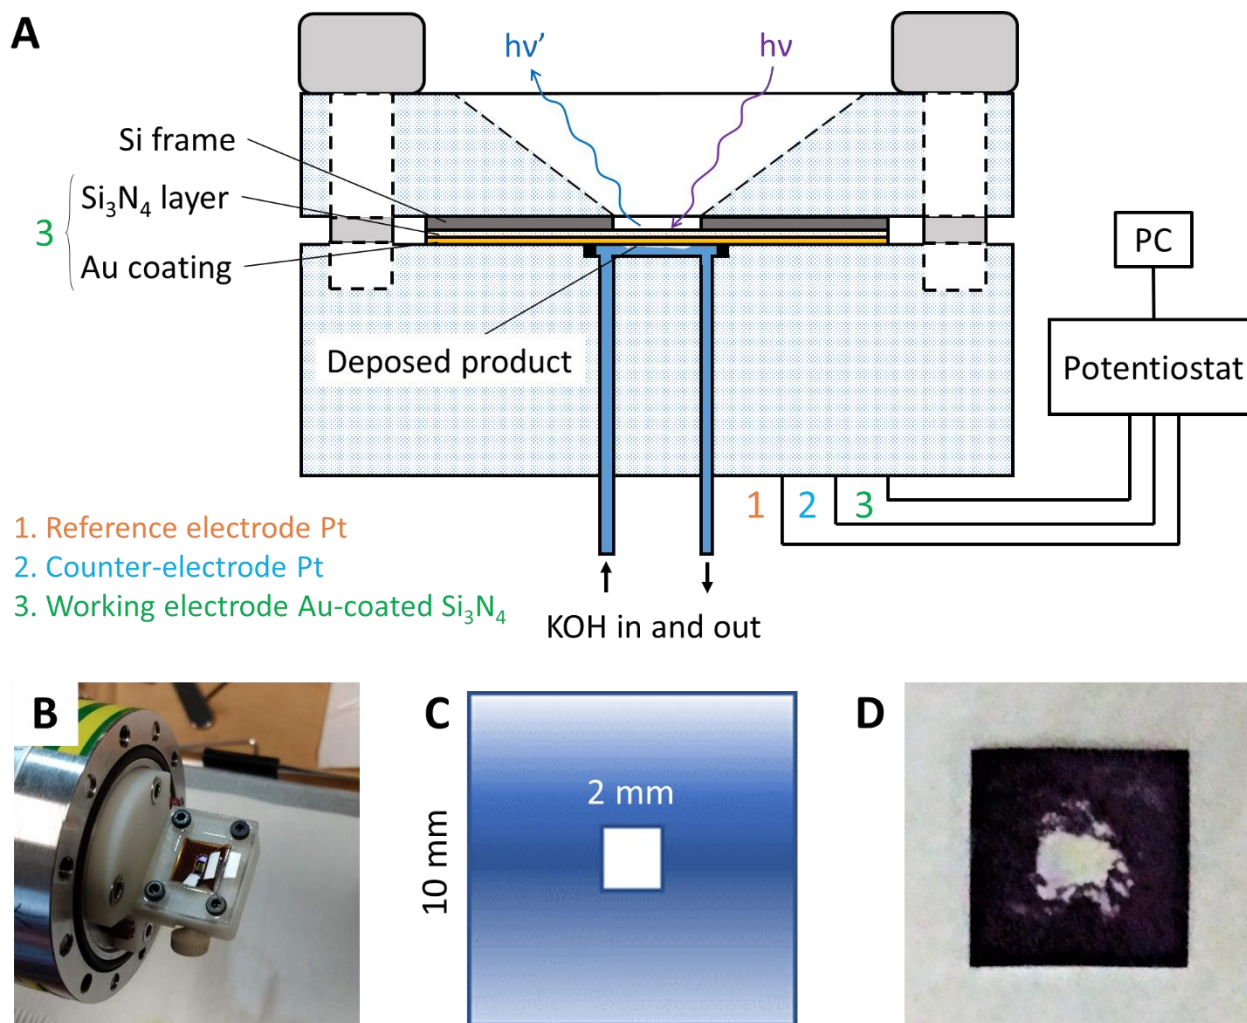 A
hν’
hν
Si frame
Si₃N₄ layer
3
Au coating
PC
Potentiostat
Deposed product
1 2 3
1. Reference electrode Pt
2. Counter-electrode Pt
3. Working electrode Au-coated Si₃N₄
KOH in and out
B
C
D
2 mm
10 mm